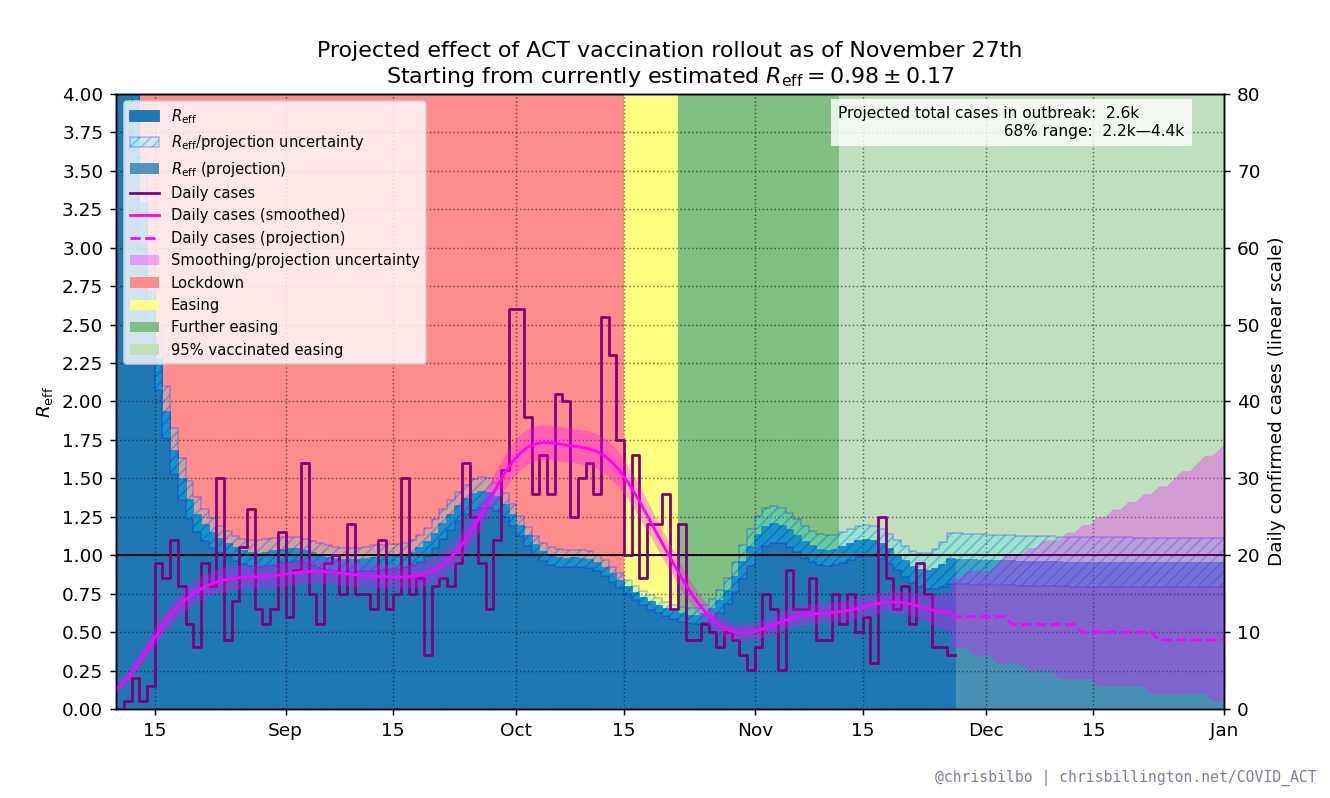 Projected effect of ACT vaccination rollout as of November 27th
Starting from currently estimated R_eff = 0.98 ± 0.17
4.00
3.75
3.50
3.25
3.00
2.75
2.50
2.25
2.00
1.75
1.50
1.25
1.00
0.75
0.50
0.25
0.00
R_eff
R_eff
R_eff/projection uncertainty
R_eff (projection)
Daily cases
Daily cases (smoothed)
Daily cases (projection)
Smoothing/projection uncertainty
Lockdown
Easing
Further easing
95% vaccinated easing
Projected total cases in outbreak: 2.6k
68% range: 2.2k—4.4k
80
70
60
50
40
30
20
10
0
Daily confirmed cases (linear scale)
15
Sep
15
Oct
15
Nov
15
Dec
15
Jan
@chrisbilbo | chrisbillington.net/COVID_ACT